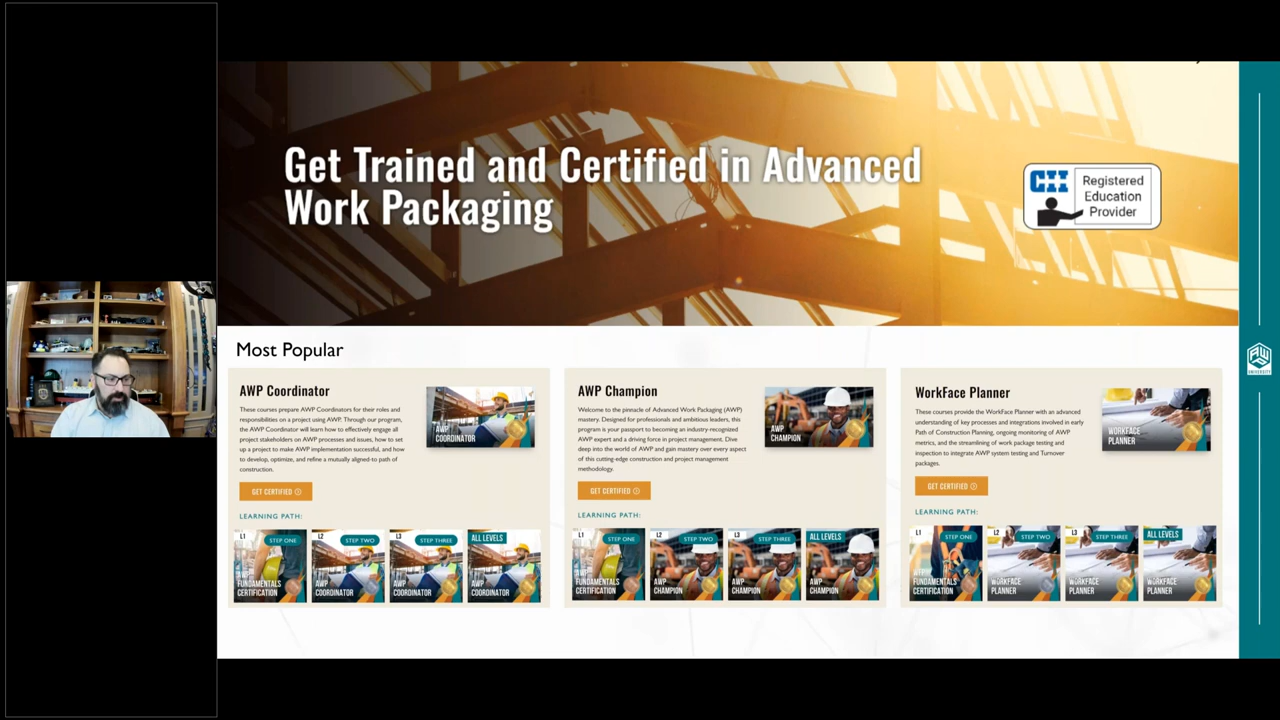 Get Trained and Certified in Advanced
Work Packaging
CII
Registered
Education
Provider
Most Popular
AWP Coordinator
These courses prepare AWP Coordinators for their roles and
responsibilities on a project using AWP. Through our program,
the AWP Coordinator will learn how to effectively engage all
project stakeholders on AWP processes and issues, how to set
up a project to make AWP implementation successful, and how
to develop, optimize, and refine a mutually aligned-to path of
construction.
AWP
COORDINATOR
GET CERTIFIED
LEARNING PATH:
L1
STEP ONE
AWP
FUNDAMENTALS
CERTIFICATION
L2
STEP TWO
AWP
COORDINATOR
L3
STEP THREE
AWP
COORDINATOR
ALL LEVELS
AWP
COORDINATOR
AWP Champion
Welcome to the pinnacle of Advanced Work Packaging (AWP)
mastery. Designed for professionals and ambitious leaders, this
program is your passport to becoming an industry-recognized
AWP expert and a driving force in project management. Dive
deep into the world of AWP and gain mastery over every aspect
of this cutting-edge construction and project management
methodology.
AWP
CHAMPION
GET CERTIFIED
LEARNING PATH:
L1
STEP ONE
AWP
FUNDAMENTALS
CERTIFICATION
L2
STEP TWO
AWP
CHAMPION
L3
STEP THREE
AWP
CHAMPION
ALL LEVELS
AWP
CHAMPION
WorkFace Planner
These courses provide the WorkFace Planner with an advanced
understanding of key processes and integrations involved in early
Path of Construction Planning, ongoing monitoring of AWP
metrics, and the streamlining of work package testing and
inspection to integrate AWP system testing and Turnover
packages.
WORKFACE
PLANNER
GET CERTIFIED
LEARNING PATH:
L1
STEP ONE
AWP
FUNDAMENTALS
CERTIFICATION
L2
STEP TWO
WORKFACE
PLANNER
L3
STEP THREE
WORKFACE
PLANNER
ALL LEVELS
WORKFACE
PLANNER
AWP
UNIVERSITY